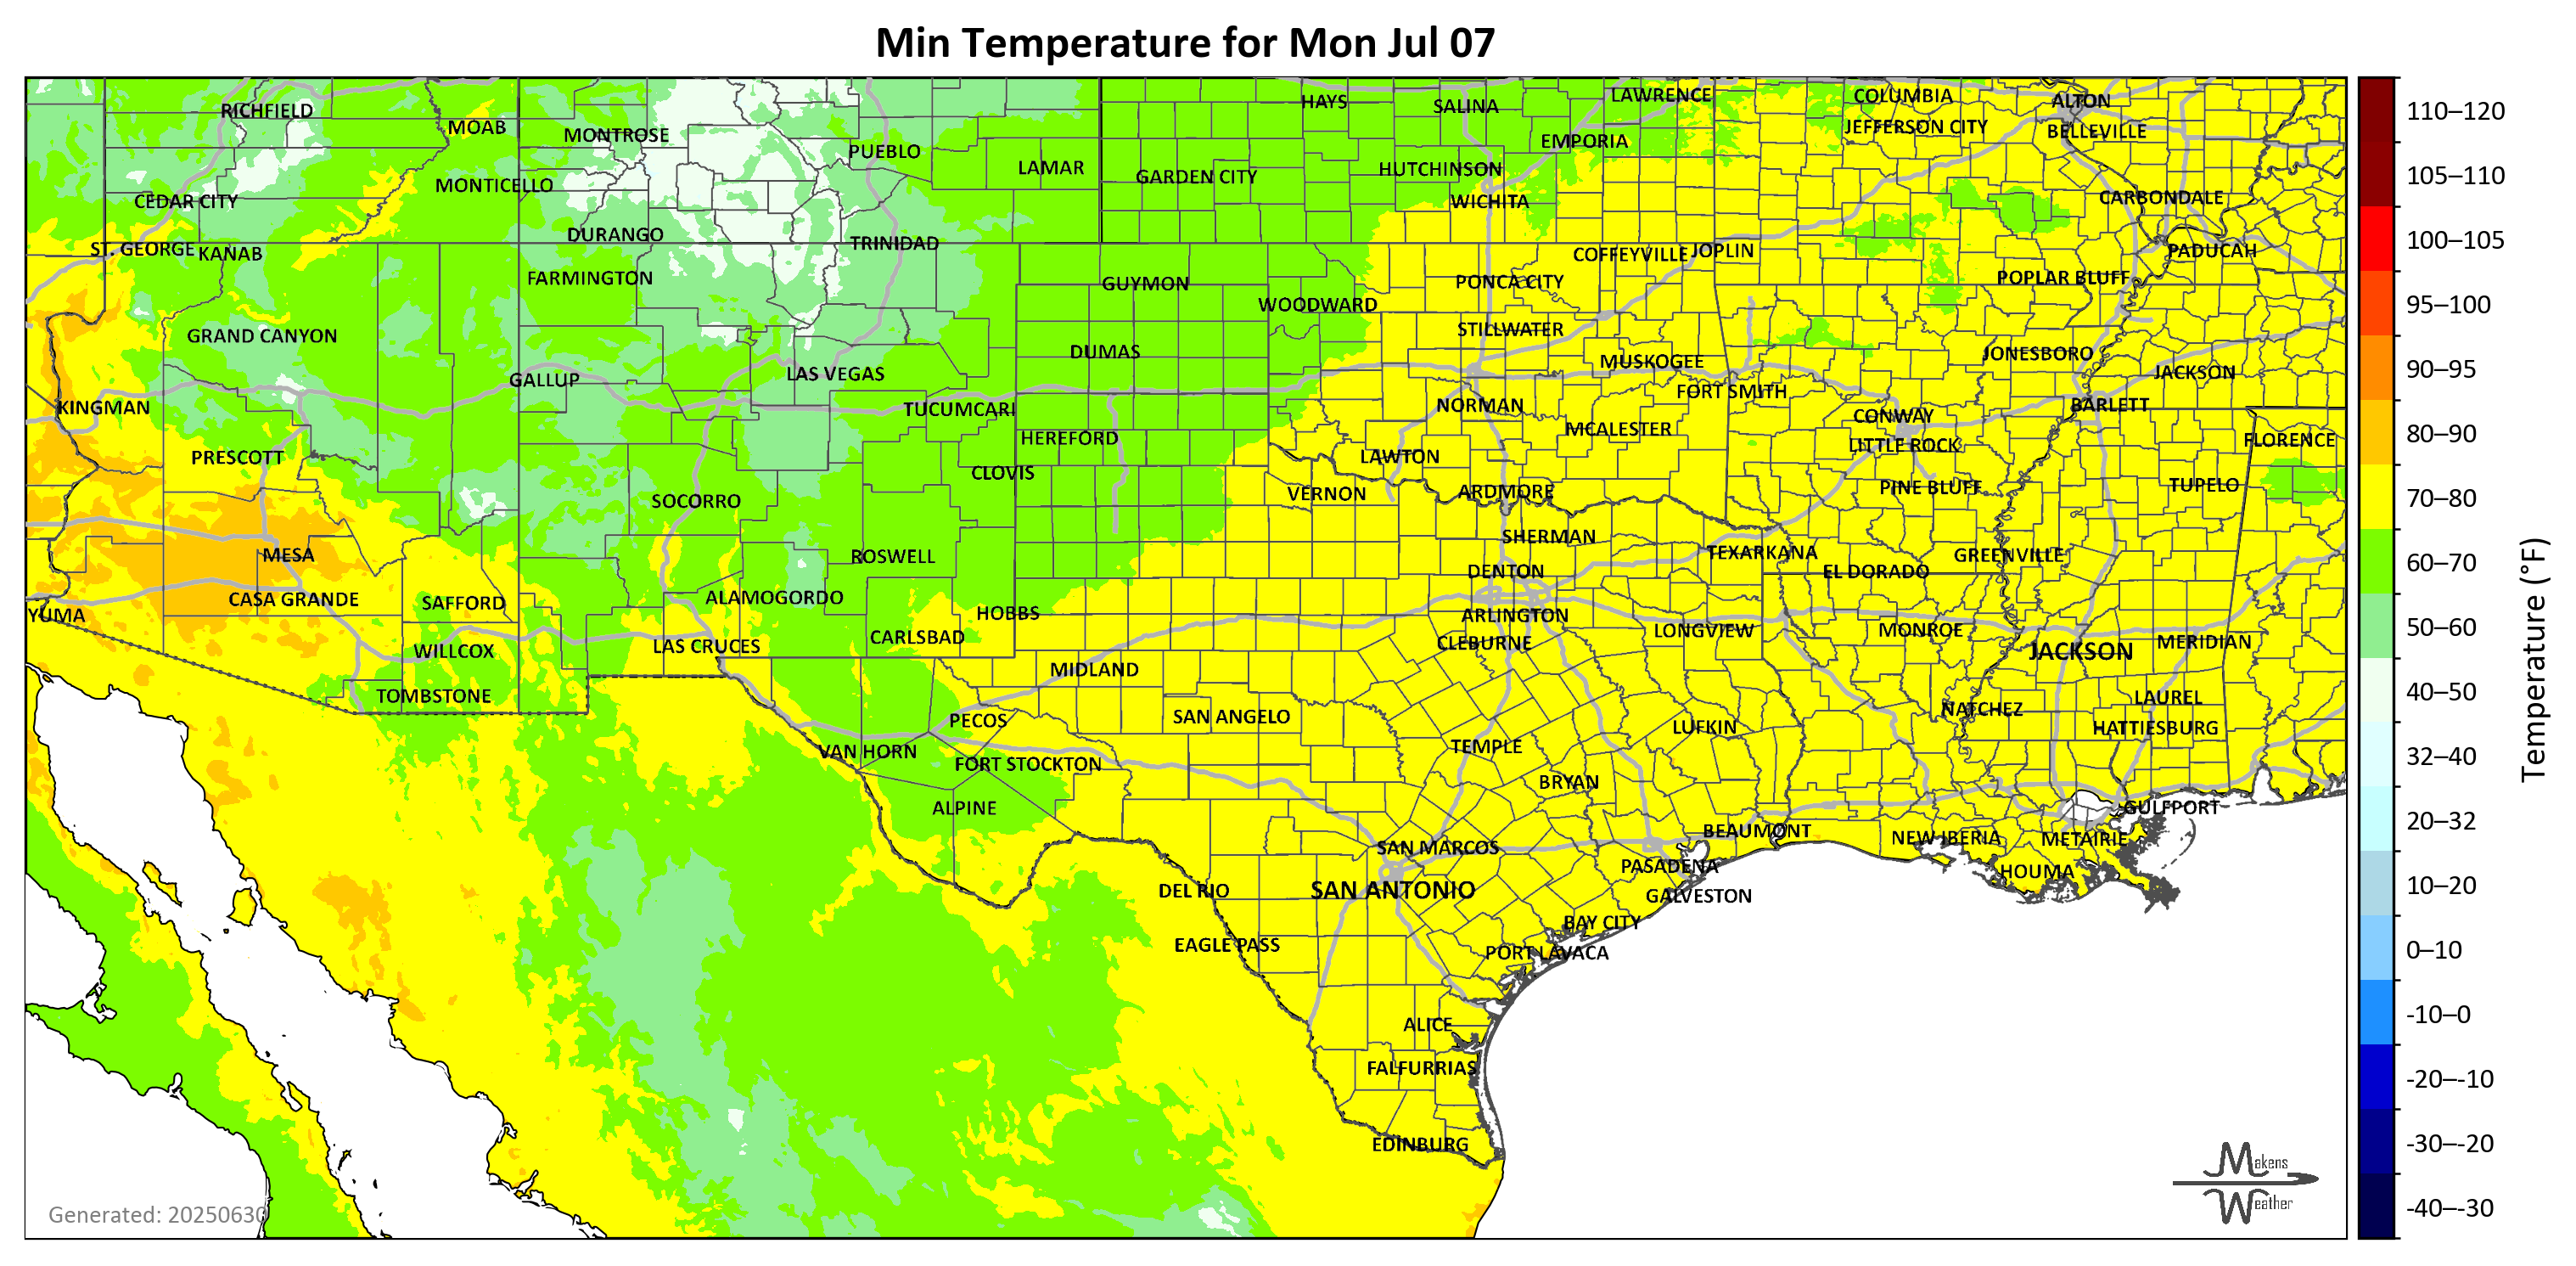 Min Temperature for Mon Jul 07
RICHFIELD
MOAB
MONTROSE
PUEBLO
LAMAR
HAYS
SALINA
LAWRENCE
EMPORIA
COLUMBIA
JEFFERSON CITY
ALTON
BELLEVILLE
MONTICELLO
CEDAR CITY
GARDEN CITY
HUTCHINSON
WICHITA
CARBONDALE
ST. GEORGE
KANAB
DURANGO
TRINIDAD
FARMINGTON
GUYMON
WOODWARD
PONCA CITY
COFFEYVILLE
JOPLIN
POPLAR BLUFF
PADUCAH
GRAND CANYON
DUMAS
STILLWATER
MUSKOGEE
JONESBORO
JACKSON
GALLUP
LAS VEGAS
FORT SMITH
KINGMAN
TUCUMCARI
NORMAN
CONWAY
BARLETT
PRESCOTT
HEREFORD
MCALESTER
LITTLE ROCK
FLORENCE
CLOVIS
LAWTON
SOCORRO
VERNON
ARDMORE
PINE BLUFF
TUPELO
MESA
ROSWELL
SHERMAN
TEXARKANA
GREENVILLE
DENTON
EL DORADO
YUMA
CASA GRANDE
SAFFORD
ALAMOGORDO
HOBBS
ARLINGTON
WILLCOX
LAS CRUCES
CARLSBAD
CLEBURNE
LONGVIEW
MONROE
JACKSON
MERIDIAN
TOMBSTONE
MIDLAND
LAUREL
PECOS
SAN ANGELO
LUFKIN
NATCHEZ
HATTIESBURG
VAN HORN
FORT STOCKTON
TEMPLE
BRYAN
ALPINE
GULFPORT
SAN MARCOS
BEAUMONT
NEW IBERIA
METAIRIE
DEL RIO
SAN ANTONIO
PASADENA
GALVESTON
HOUMA
EAGLE PASS
BAY CITY
PORT LAVACA
ALICE
FALFURRIAS
EDINBURG
Generated: 20250630
Makens
Weather
110–120
105–110
100–105
95–100
90–95
80–90
70–80
60–70
50–60
40–50
32–40
20–32
10–20
0–10
-10–0
-20–-10
-30–-20
-40–-30
Temperature (°F)